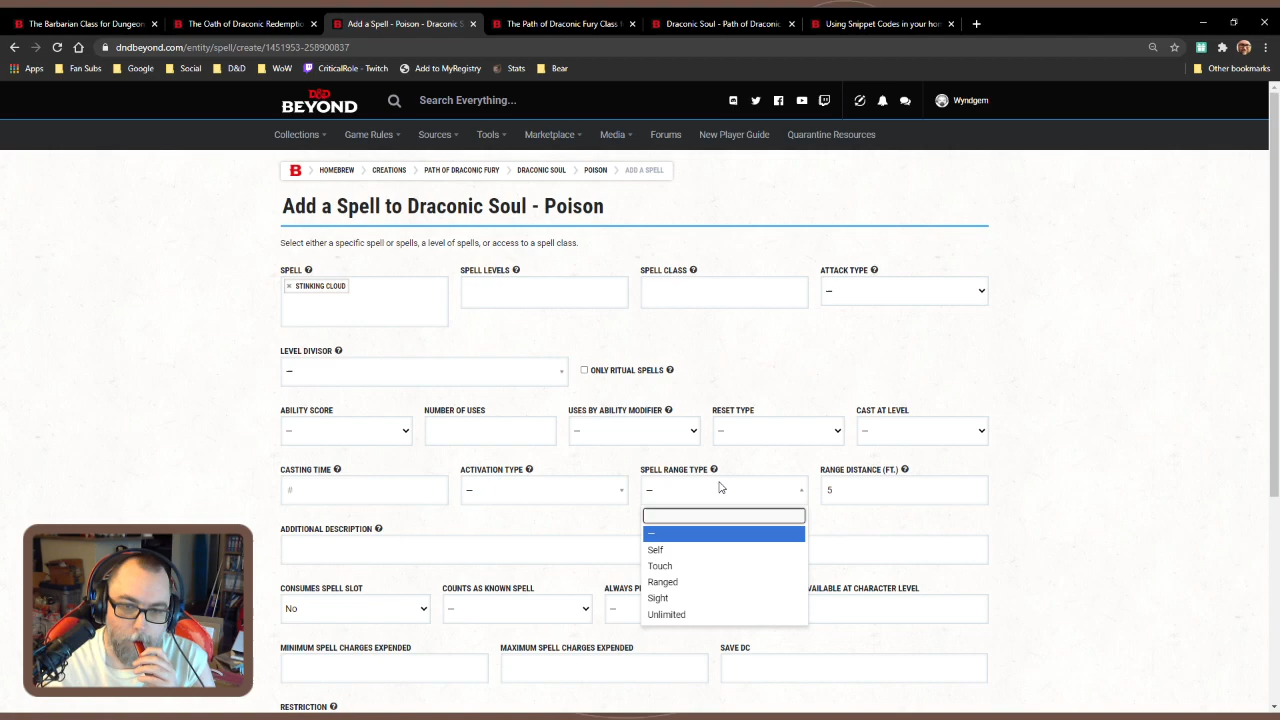 The Barbarian Class for Dungeon
The Oath of Draconic Redemption
Add a Spell - Poison - Draconic S
The Path of Draconic Fury Class f
Draconic Soul - Path of Draconic
Using Snippet Codes in your hon
dndbeyond.com/entity/spell/create/1451953-258900837
Apps
Fan Subs
Google
Social
D&D
WoW
CriticalRole - Twitch
Add to MyRegistry
Stats
Bear
Other bookmarks
D&D
BEYOND
Search Everything...
Wyndgem
Collections
Game Rules
Sources
Tools
Marketplace
Media
Forums
New Player Guide
Quarantine Resources
B
HOMEBREW
CREATIONS
PATH OF DRACONIC FURY
DRACONIC SOUL
POISON
ADD A SPELL
Add a Spell to Draconic Soul - Poison
Select either a specific spell or spells, a level of spells, or access to a spell class.
SPELL
SPELL LEVELS
SPELL CLASS
ATTACK TYPE
× STINKING CLOUD
—
LEVEL DIVISOR
—
ONLY RITUAL SPELLS
ABILITY SCORE
NUMBER OF USES
USES BY ABILITY MODIFIER
RESET TYPE
CAST AT LEVEL
—
—
—
—
CASTING TIME
ACTIVATION TYPE
SPELL RANGE TYPE
RANGE DISTANCE (FT.)
#
—
—
5
—
Self
Touch
Ranged
Sight
Unlimited
ADDITIONAL DESCRIPTION
CONSUMES SPELL SLOT
COUNTS AS KNOWN SPELL
ALWAYS P
VAILABLE AT CHARACTER LEVEL
No
—
—
MINIMUM SPELL CHARGES EXPENDED
MAXIMUM SPELL CHARGES EXPENDED
SAVE DC
RESTRICTION